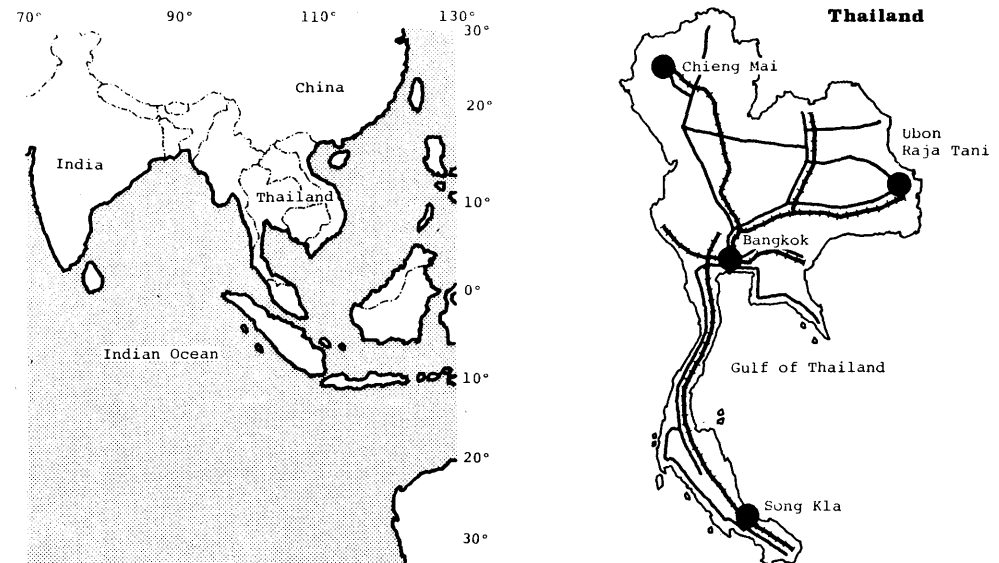 70°
90°
110°
130°
30°
China
20°
India
Thailand
10°
0°
Indian Ocean
10°
20°
30°
Thailand
Chieng Mai
Ubon
Raja Tani
Bangkok
Gulf of Thailand
Song Kla